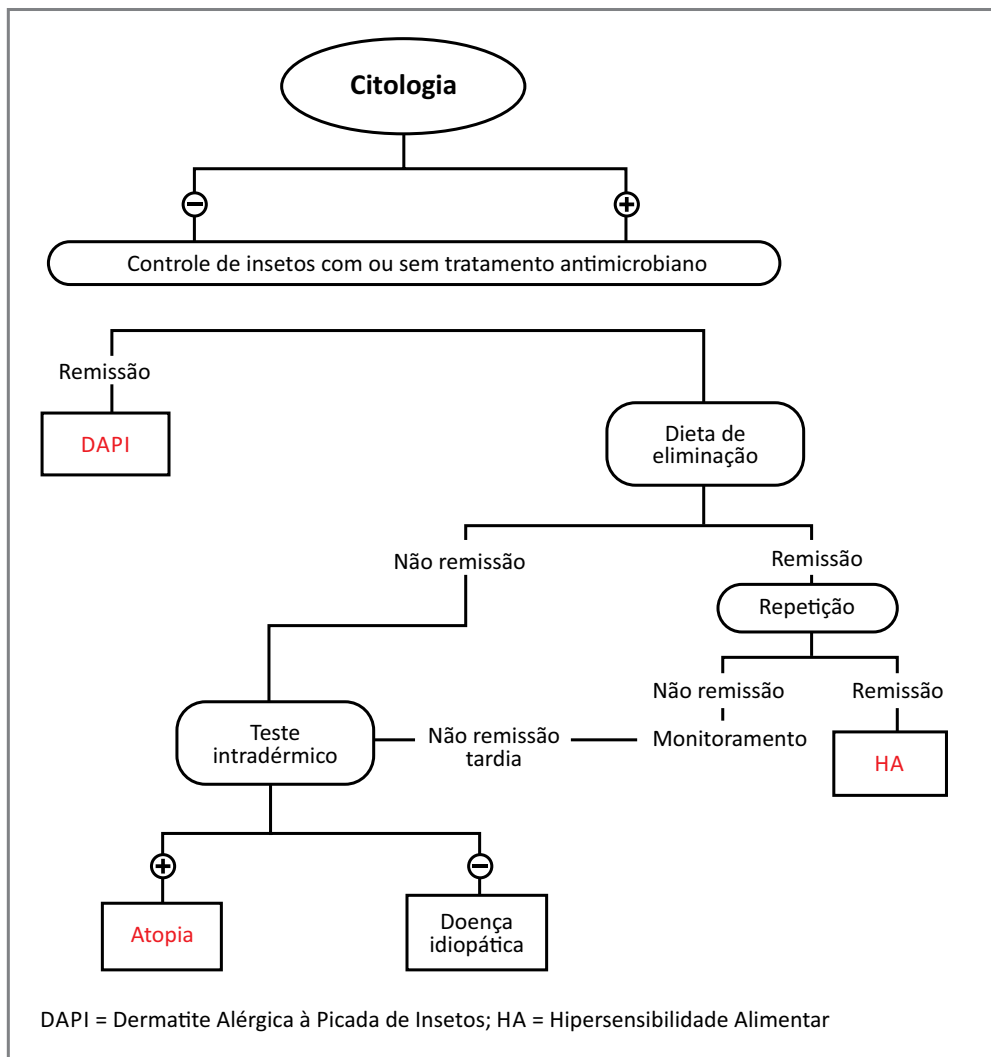 Citologia
−
+
Controle de insetos com ou sem tratamento antimicrobiano
Remissão
DAPI
Dieta de
eliminação
Não remissão
Remissão
Repetição
Não remissão
Remissão
Teste
intradérmico
Não remissão
tardia
Monitoramento
HA
+
−
Atopia
Doença
idiopática
DAPI = Dermatite Alérgica à Picada de Insetos; HA = Hipersensibilidade Alimentar